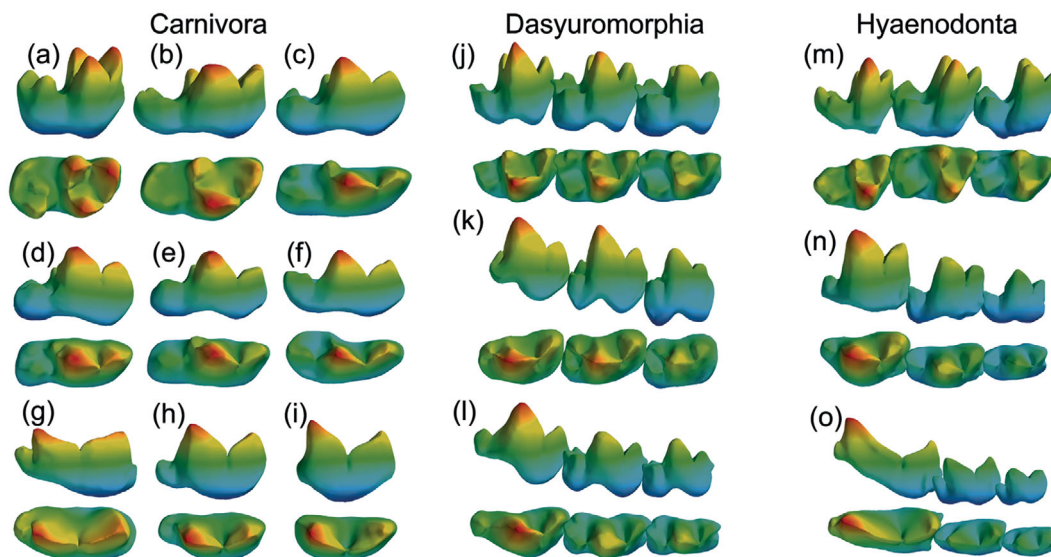 Carnivora Dasyuromorphia Hyaenodonta
(a) (b) (c) (j) (m)
(d) (e) (f) (k) (n)
(g) (h) (i) (l) (o)